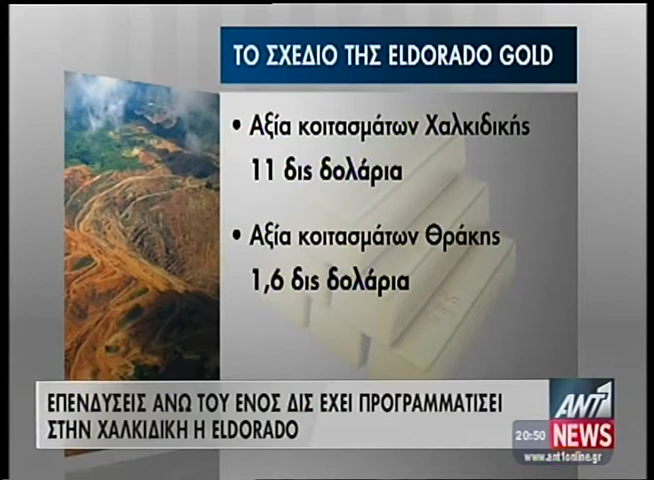 ΤΟ ΣΧΕΔΙΟ ΤΗΣ ELDORADO GOLD
• Αξία κοιτασμάτων Χαλκιδικής
11 δις δολάρια
• Αξία κοιτασμάτων Θράκης
1,6 δις δολάρια
ΕΠΕΝΔΥΣΕΙΣ ΑΝΩ ΤΟΥ ΕΝΟΣ ΔΙΣ ΕΧΕΙ ΠΡΟΓΡΑΜΜΑΤΙΣΕΙ
ΣΤΗΝ ΧΑΛΚΙΔΙΚΗ Η ELDORADO
ANT1
20:50 NEWS
www.ant1online.gr